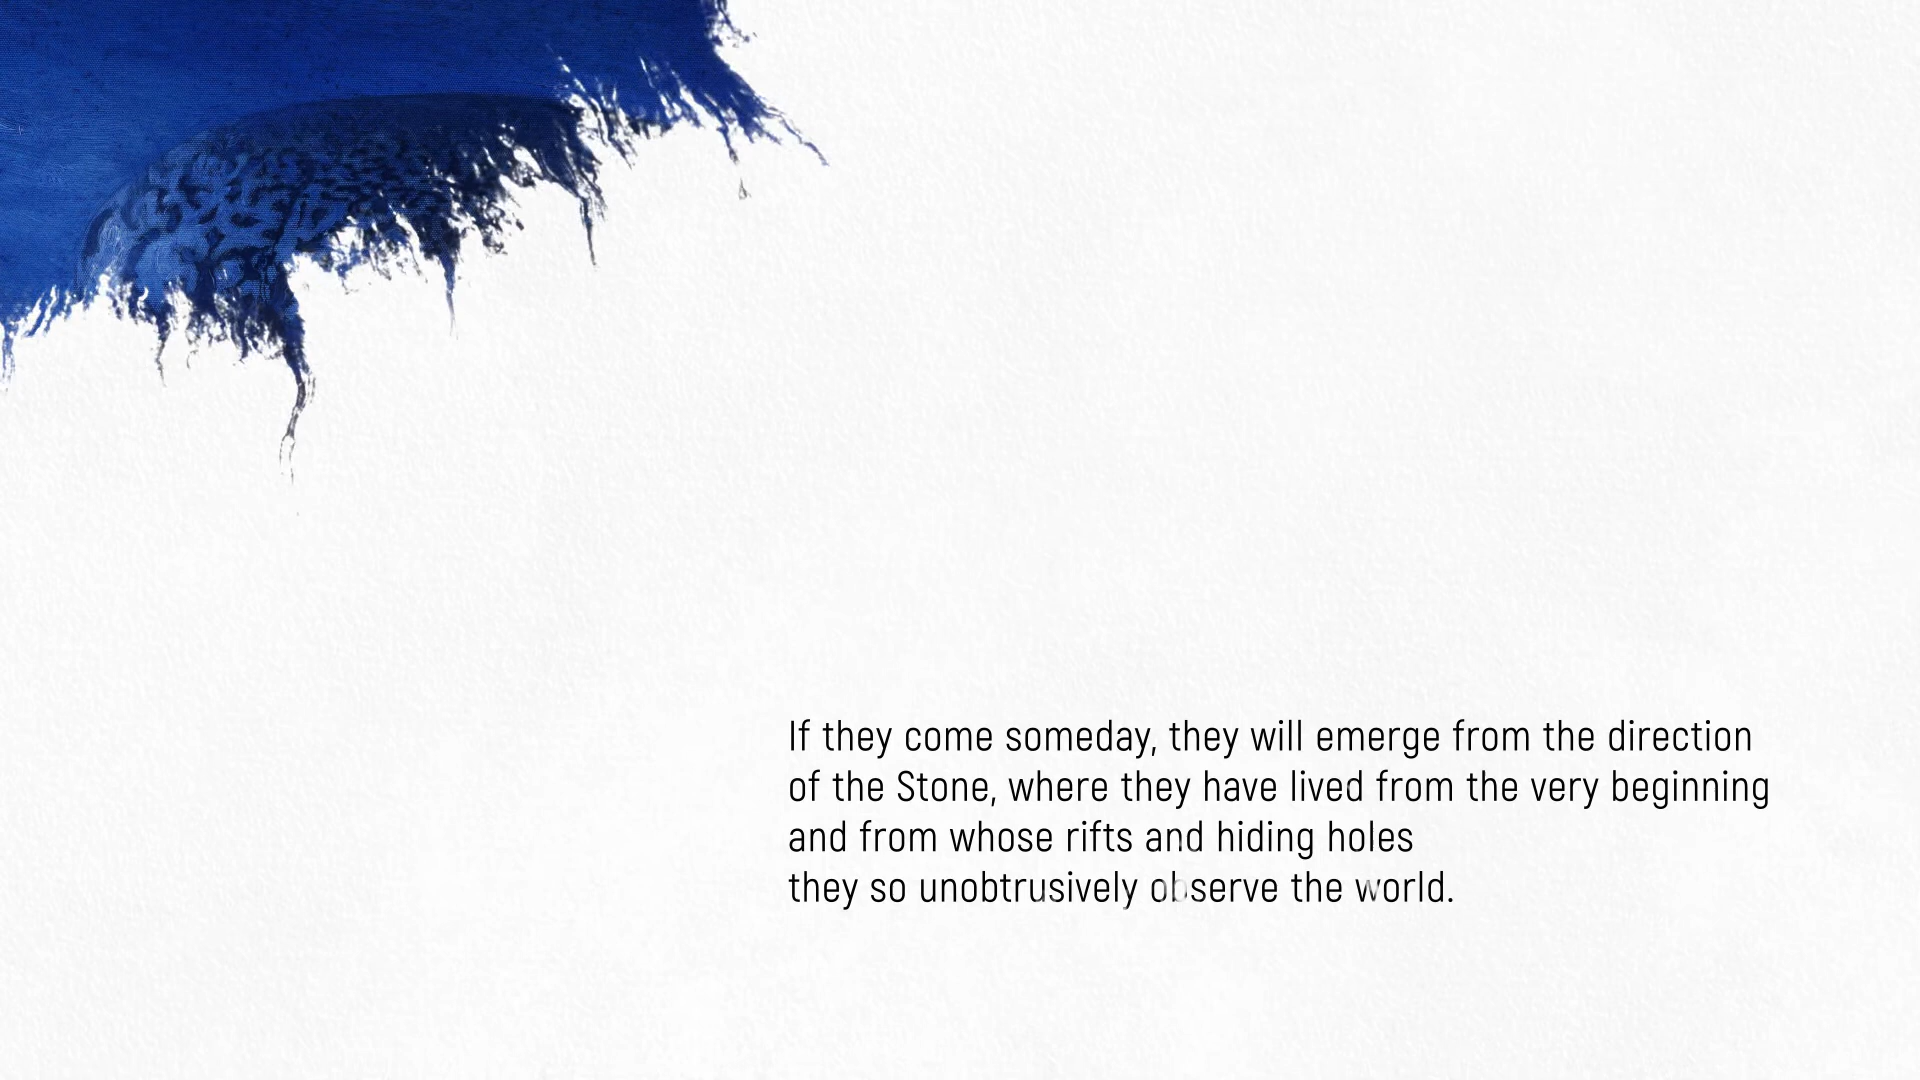 If they come someday, they will emerge from the direction
of the Stone, where they have lived from the very beginning
and from whose rifts and hiding holes
they so unobtrusively observe the world.